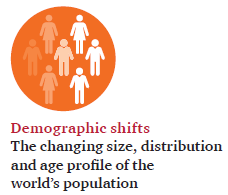 Demographic shifts
The changing size, distribution
and age profile of the
world's population